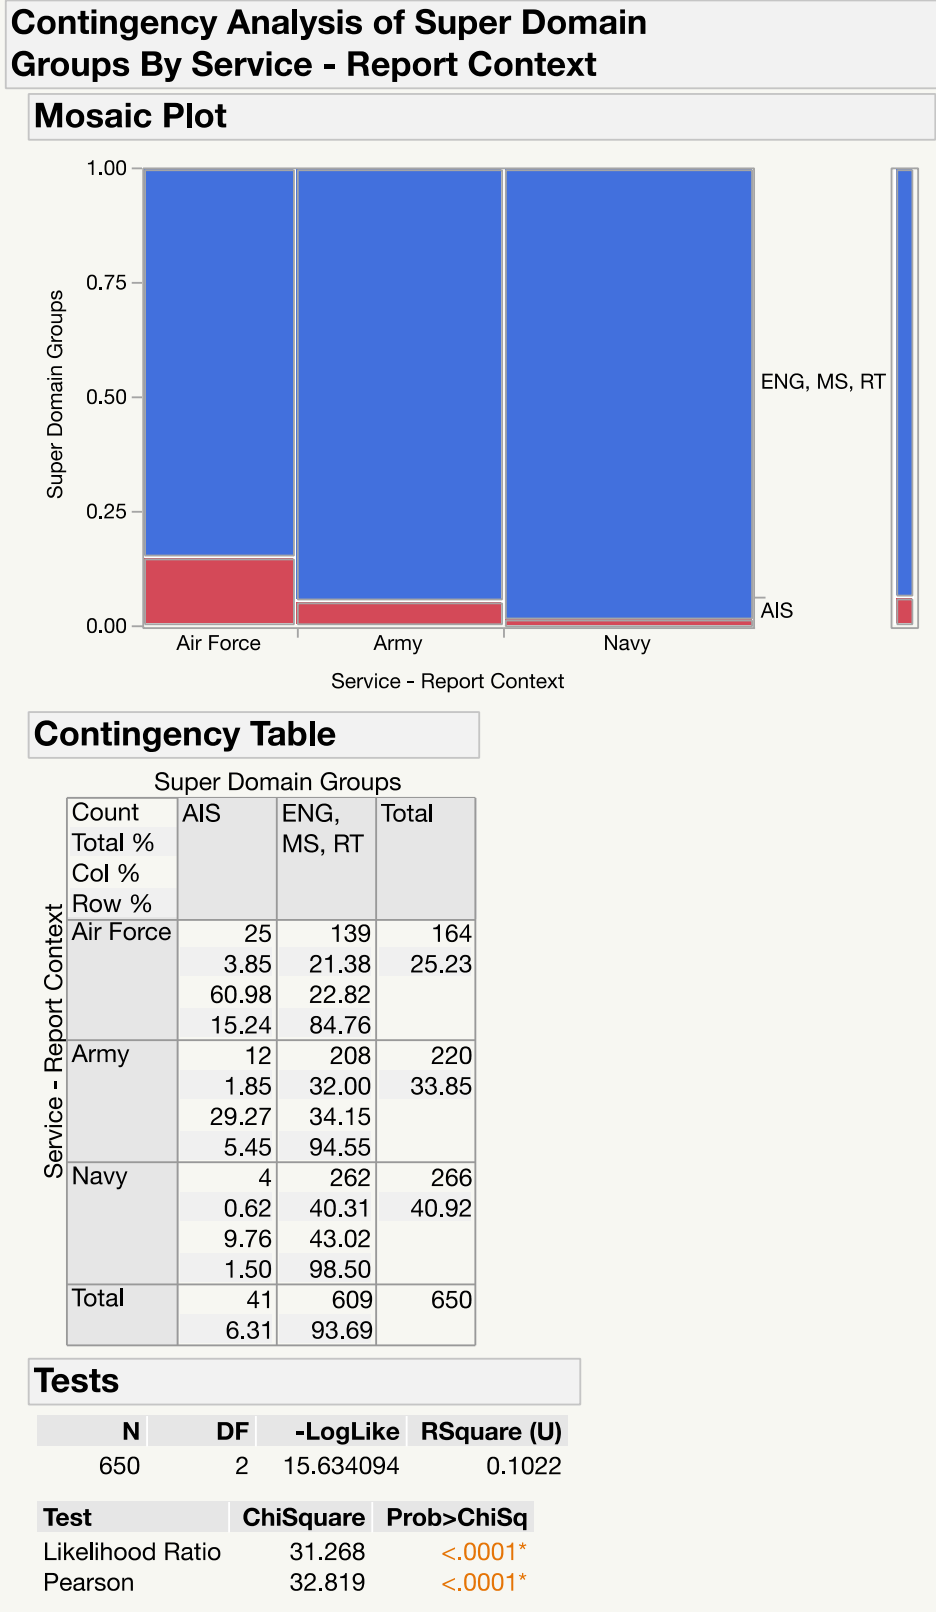 Contingency Analysis of Super Domain
Groups By Service - Report Context
Mosaic Plot
1.00
0.75
0.50
0.25
0.00
Super Domain Groups
ENG, MS, RT
AIS
Air Force Army Navy
Service - Report Context
Contingency Table
Super Domain Groups
Service - Report Context
Count AIS ENG, Total
Total % MS, RT
Col %
Row %
Air Force 25 139 164
3.85 21.38 25.23
60.98 22.82
15.24 84.76
Army 12 208 220
1.85 32.00 33.85
29.27 34.15
5.45 94.55
Navy 4 262 266
0.62 40.31 40.92
9.76 43.02
1.50 98.50
Total 41 609 650
6.31 93.69
Tests
N DF -LogLike RSquare (U)
650 2 15.634094 0.1022
Test ChiSquare Prob>ChiSq
Likelihood Ratio 31.268 <.0001*
Pearson 32.819 <.0001*